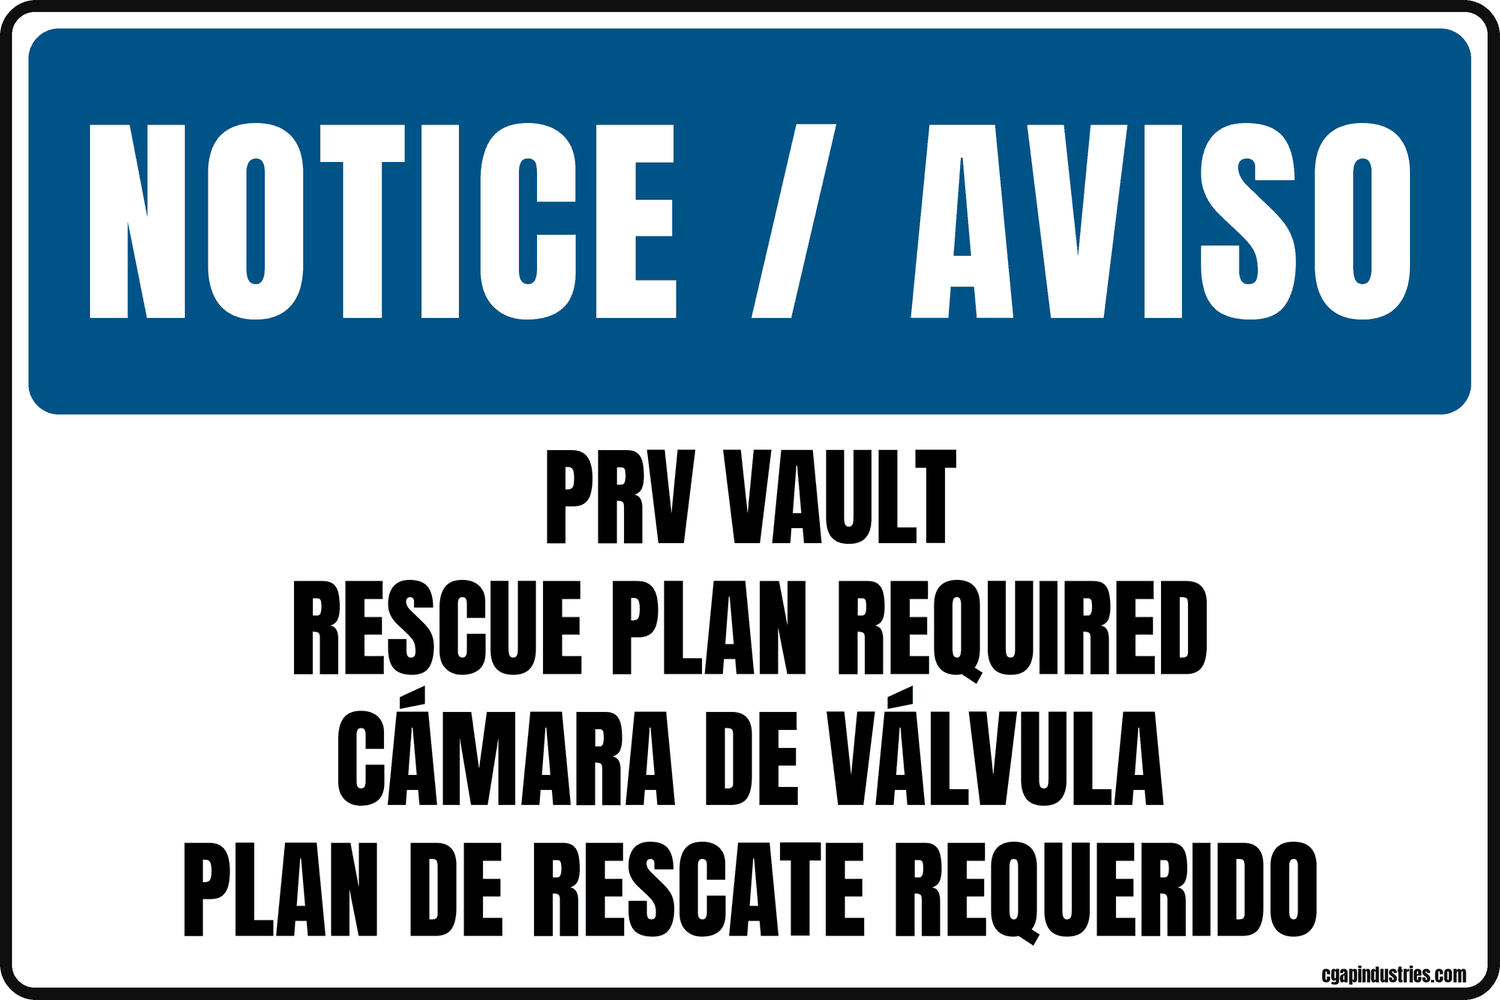 NOTICE / AVISO
PRV VAULT
RESCUE PLAN REQUIRED
CÁMARA DE VÁLVULA
PLAN DE RESCATE REQUERIDO
cgapindustries.com